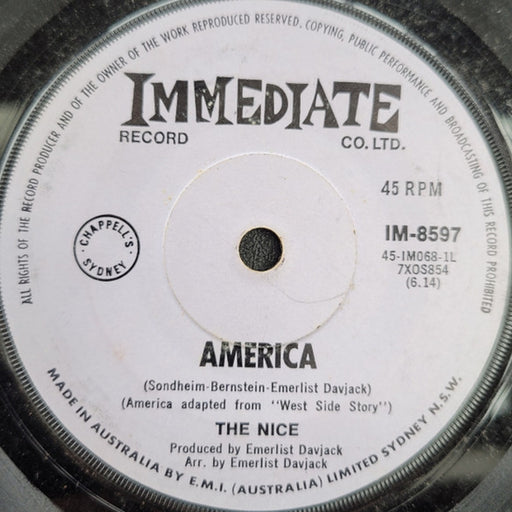 ALL RIGHTS OF THE RECORD PRODUCER AND OF THE OWNER OF THE WORK REPRODUCED RESERVED. COPYING, PUBLIC PERFORMANCE AND BROADCASTING OF THIS RECORD PROHIBITED
IMMEDIATE
RECORD CO. LTD.
45 RPM
IM-8597
45-IM068-1L
7XOS854
(6.14)
CHAPPELL'S
SYDNEY
AMERICA
(Sondheim-Bernstein-Emerlist Davjack)
(America adapted from "West Side Story")
THE NICE
Produced by Emerlist Davjack
Arr. by Emerlist Davjack
MADE IN AUSTRALIA BY E.M.I. (AUSTRALIA) LIMITED SYDNEY N.S.W.